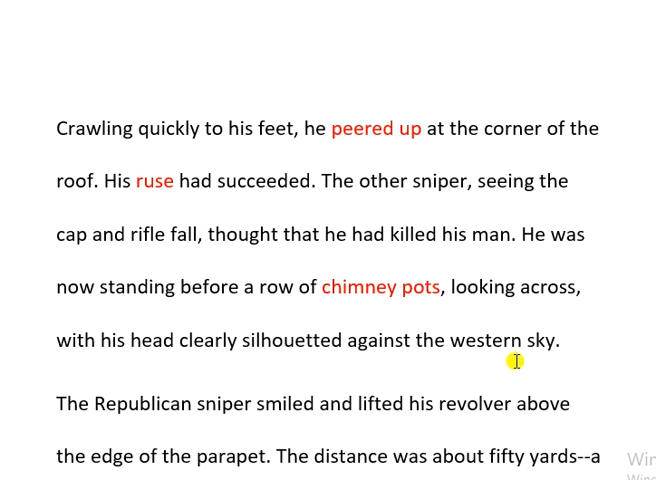 Crawling quickly to his feet, he peered up at the corner of the
roof. His ruse had succeeded. The other sniper, seeing the
cap and rifle fall, thought that he had killed his man. He was
now standing before a row of chimney pots, looking across,
with his head clearly silhouetted against the western sky.
The Republican sniper smiled and lifted his revolver above
the edge of the parapet. The distance was about fifty yards--a